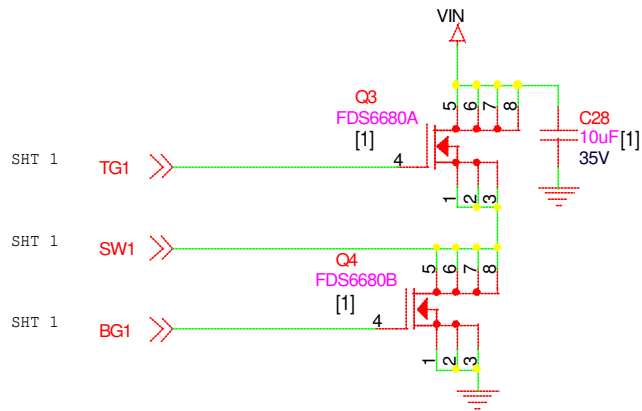 VIN
5 6 7 8
Q3
FDS6680A
[1]
C28
10uF [1]
35V
SHT 1 TG1 4
1 2 3
SHT 1 SW1
5 6 7 8
Q4
FDS6680B
[1]
SHT 1 BG1 4
1 2 3